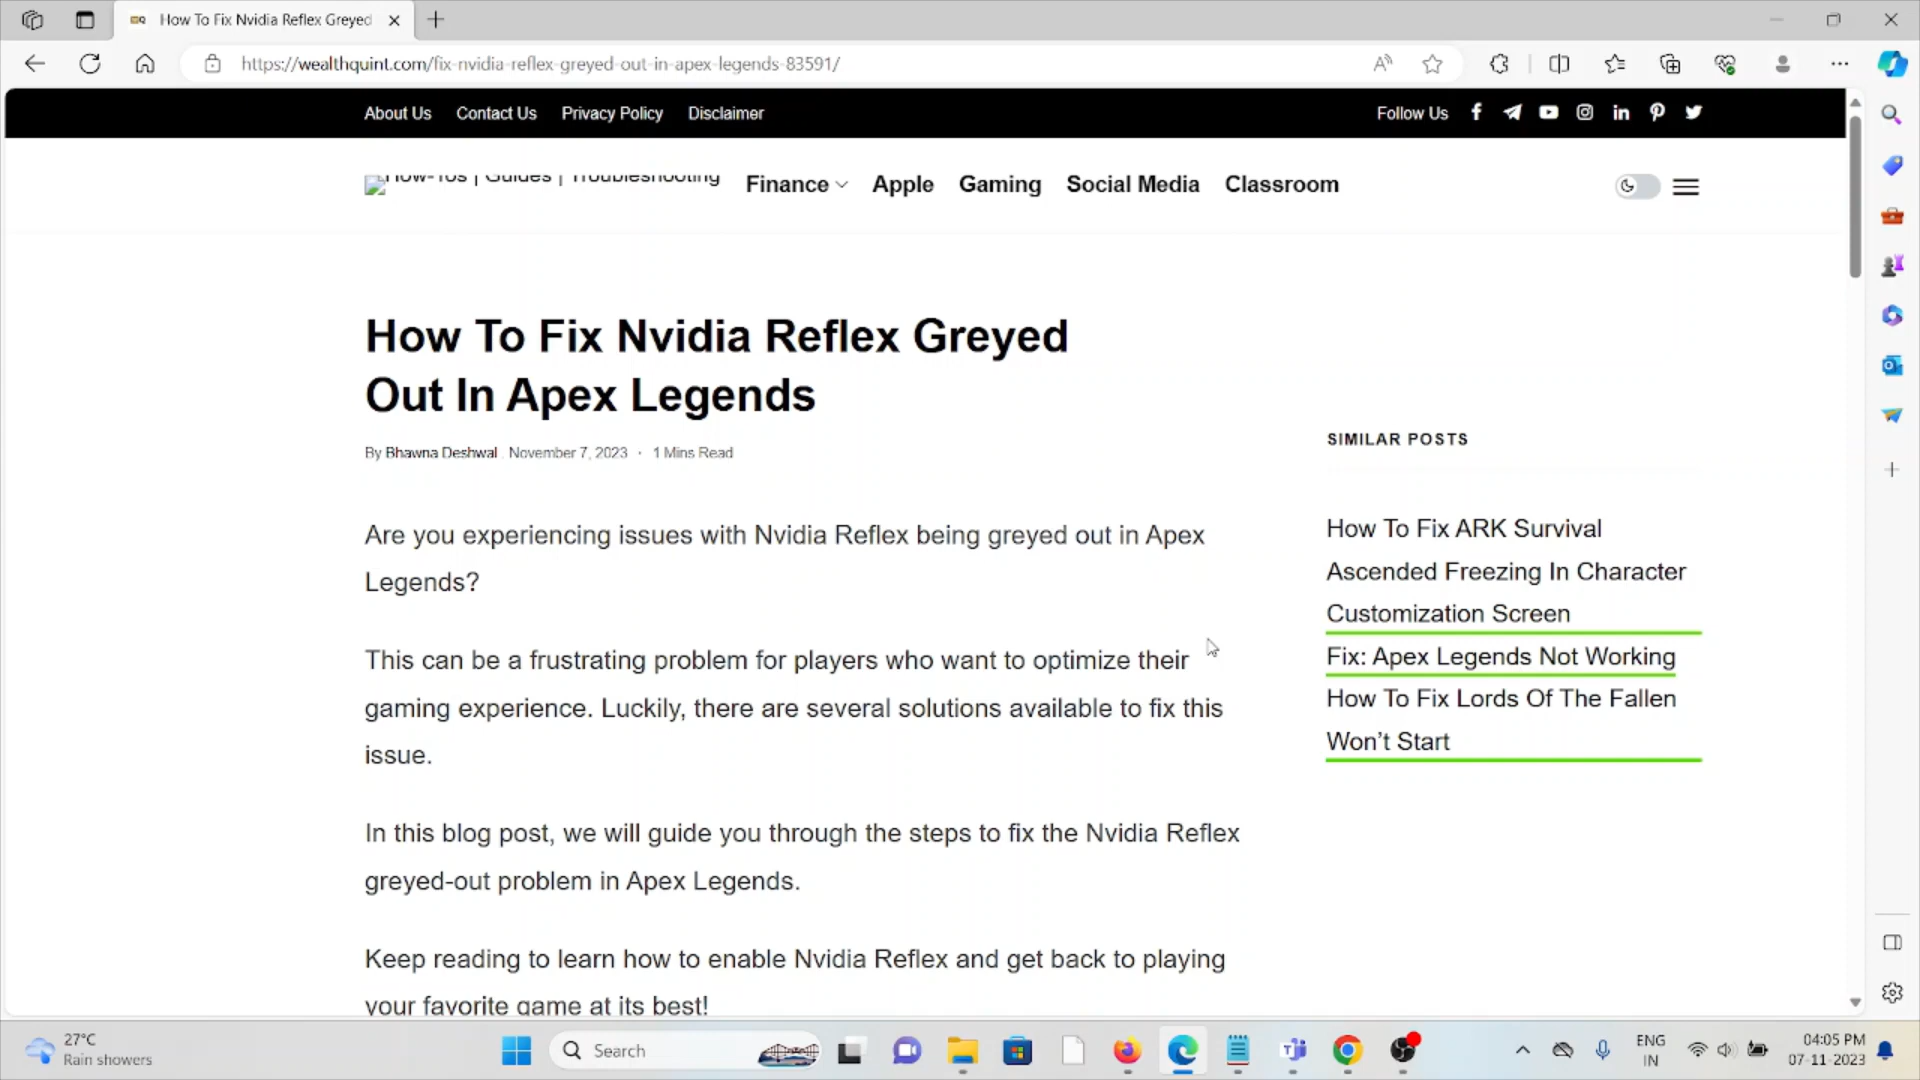 How To Fix Nvidia Reflex Greyed
https://wealthquint.com/fix-nvidia-reflex-greyed-out-in-apex-legends-83591/
About Us Contact Us Privacy Policy Disclaimer Follow Us
How-Tos | Guides | Troubleshooting Finance Apple Gaming Social Media Classroom
How To Fix Nvidia Reflex Greyed
Out In Apex Legends
By Bhawna Deshwal . November 7, 2023 · 1 Mins Read
Are you experiencing issues with Nvidia Reflex being greyed out in Apex
Legends?
This can be a frustrating problem for players who want to optimize their
gaming experience. Luckily, there are several solutions available to fix this
issue.
In this blog post, we will guide you through the steps to fix the Nvidia Reflex
greyed-out problem in Apex Legends.
Keep reading to learn how to enable Nvidia Reflex and get back to playing
your favorite game at its best!
SIMILAR POSTS
How To Fix ARK Survival
Ascended Freezing In Character
Customization Screen
Fix: Apex Legends Not Working
How To Fix Lords Of The Fallen
Won't Start
27°C
Rain showers
Search
ENG
IN
04:05 PM
07-11-2023